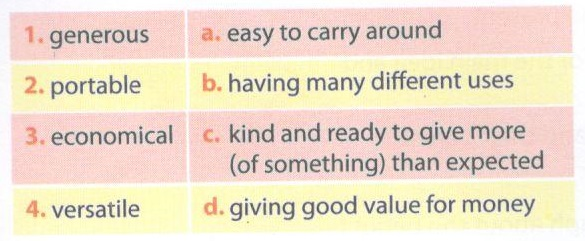 1. generous a. easy to carry around
2. portable b. having many different uses
3. economical c. kind and ready to give more
(of something) than expected
4. versatile d. giving good value for money